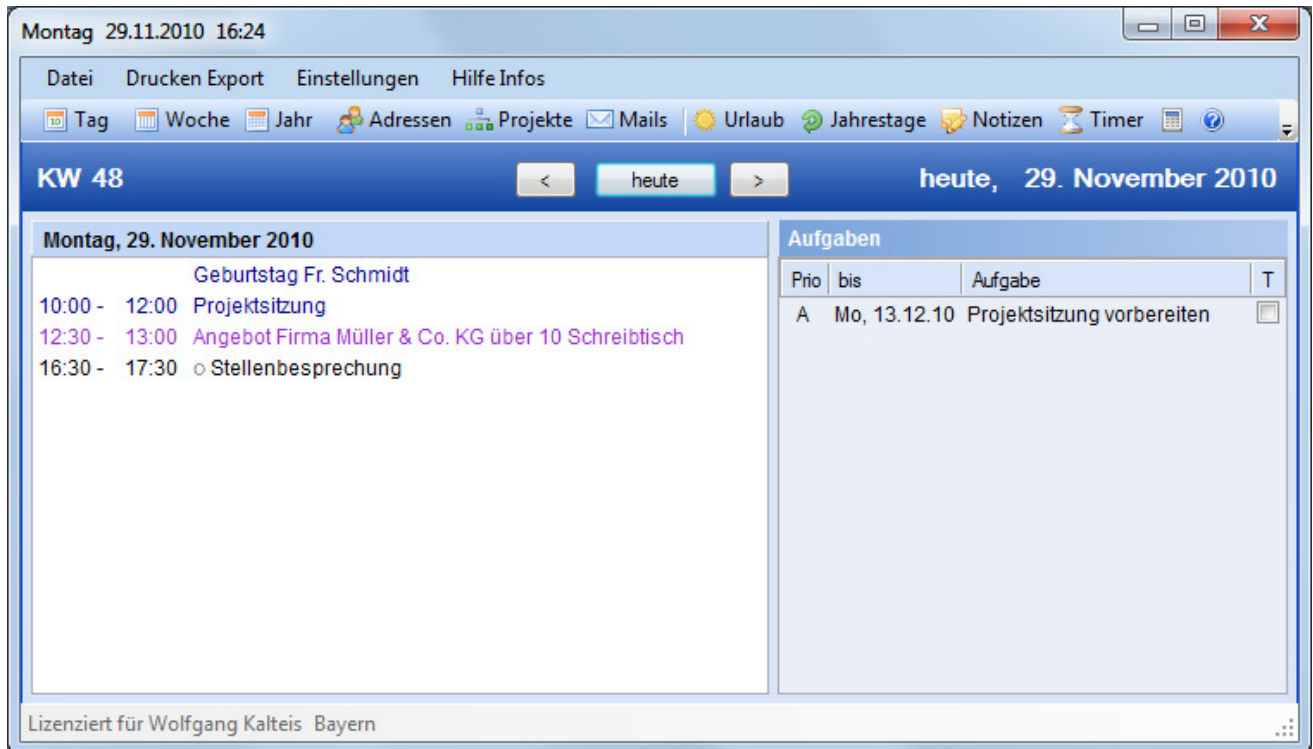 Montag 29.11.2010 16:24
Datei Drucken Export Einstellungen Hilfe Infos
10 Tag Woche Jahr Adressen Projekte Mails Urlaub Jahrestage Notizen Timer ?
KW 48 < heute > heute, 29. November 2010
Montag, 29. November 2010
Geburtstag Fr. Schmidt
10:00 - 12:00 Projektsitzung
12:30 - 13:00 Angebot Firma Müller & Co. KG über 10 Schreibtisch
16:30 - 17:30 ○ Stellenbesprechung
Aufgaben
Prio bis Aufgabe T
A Mo, 13.12.10 Projektsitzung vorbereiten
Lizenziert für Wolfgang Kalteis Bayern